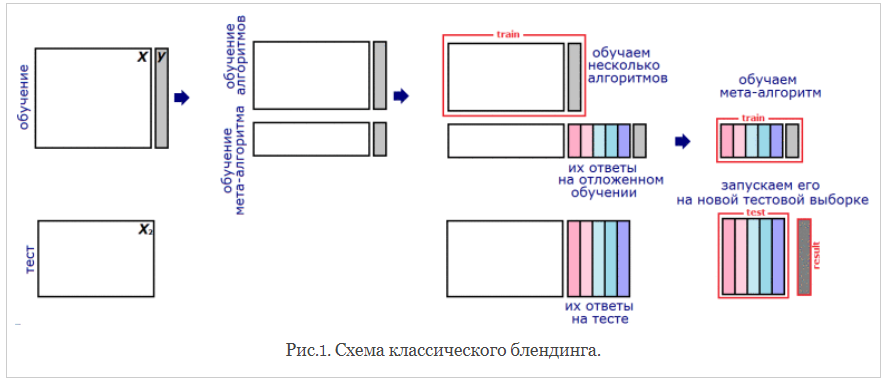 обучение
X
y
обучение
алгоритмов
обучение
мета-алгоритма
train
обучаем
несколько
алгоритмов
их ответы
на отложенном
обучении
обучаем
мета-алгоритм
train
запускаем его
на новой тестовой выборке
test
result
тест
X₂
их ответы
на тесте
Рис.1. Схема классического блендинга.